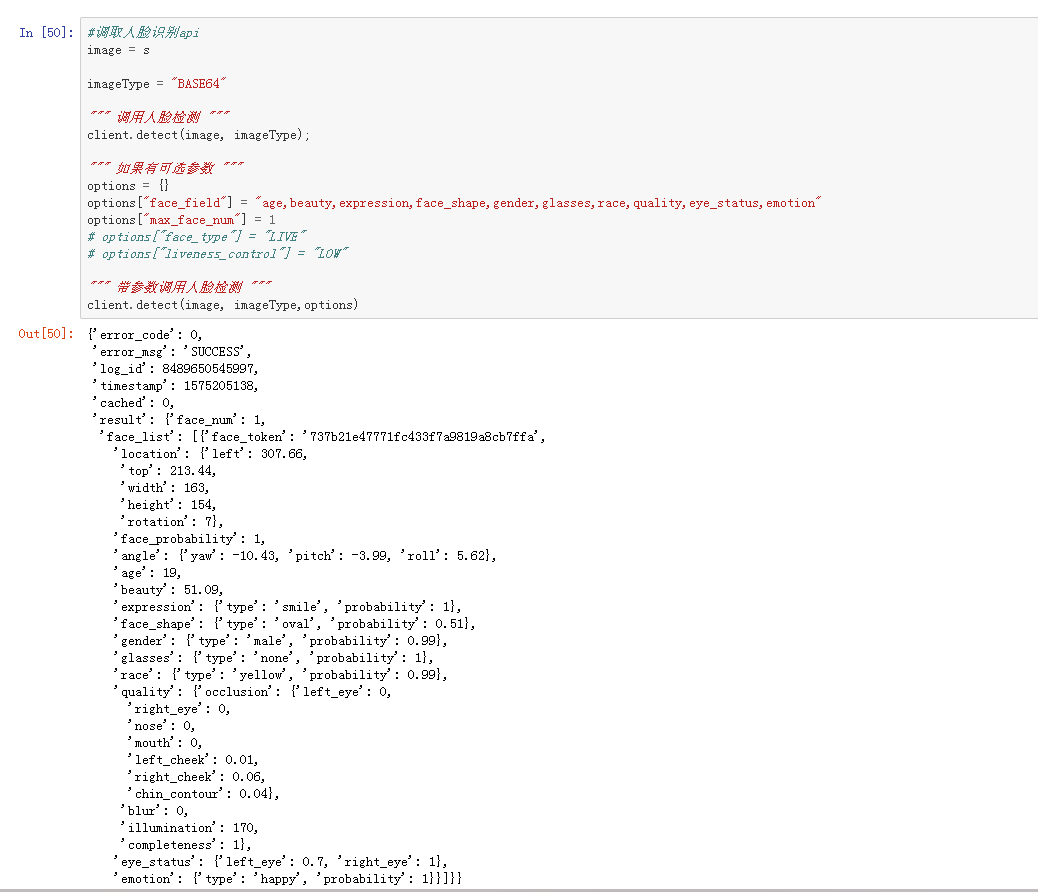 In [50]: #调取人脸识别api
image = s
imageType = "BASE64"
""" 调用人脸检测 """
client.detect(image, imageType);
""" 如果有可选参数 """
options = {}
options["face_field"] = "age,beauty,expression,face_shape,gender,glasses,race,quality,eye_status,emotion"
options["max_face_num"] = 1
# options["face_type"] = "LIVE"
# options["liveness_control"] = "LOW"
""" 带参数调用人脸检测 """
client.detect(image, imageType,options)
Out[50]: {'error_code': 0,
'error_msg': 'SUCCESS',
'log_id': 8489650545997,
'timestamp': 1575205138,
'cached': 0,
'result': {'face_num': 1,
'face_list': [{'face_token': '737b21e47771fc433f7a9819a8cb7ffa',
'location': {'left': 307.66,
'top': 213.44,
'width': 163,
'height': 154,
'rotation': 7},
'face_probability': 1,
'angle': {'yaw': -10.43, 'pitch': -3.99, 'roll': 5.62},
'age': 19,
'beauty': 51.09,
'expression': {'type': 'smile', 'probability': 1},
'face_shape': {'type': 'oval', 'probability': 0.51},
'gender': {'type': 'male', 'probability': 0.99},
'glasses': {'type': 'none', 'probability': 1},
'race': {'type': 'yellow', 'probability': 0.99},
'quality': {'occlusion': {'left_eye': 0,
'right_eye': 0,
'nose': 0,
'mouth': 0,
'left_cheek': 0.01,
'right_cheek': 0.06,
'chin_contour': 0.04},
'blur': 0,
'illumination': 170,
'completeness': 1},
'eye_status': {'left_eye': 0.7, 'right_eye': 1},
'emotion': {'type': 'happy', 'probability': 1}}]}}